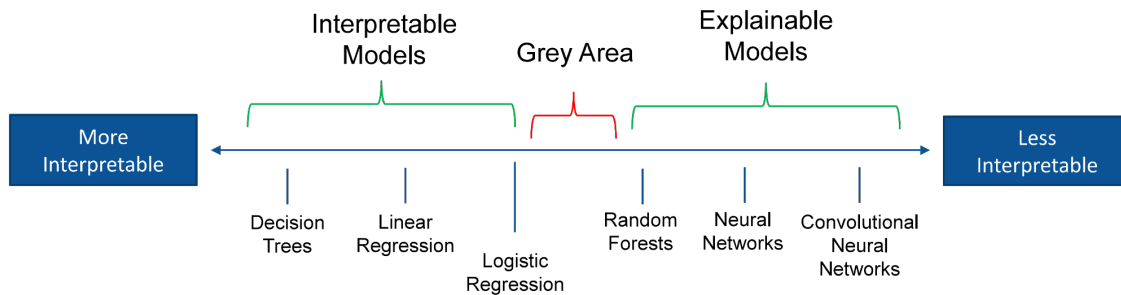 Interpretable
Models
Grey Area
Explainable
Models
More
Interpretable
Less
Interpretable
Decision
Trees
Linear
Regression
Logistic
Regression
Random
Forests
Neural
Networks
Convolutional
Neural
Networks